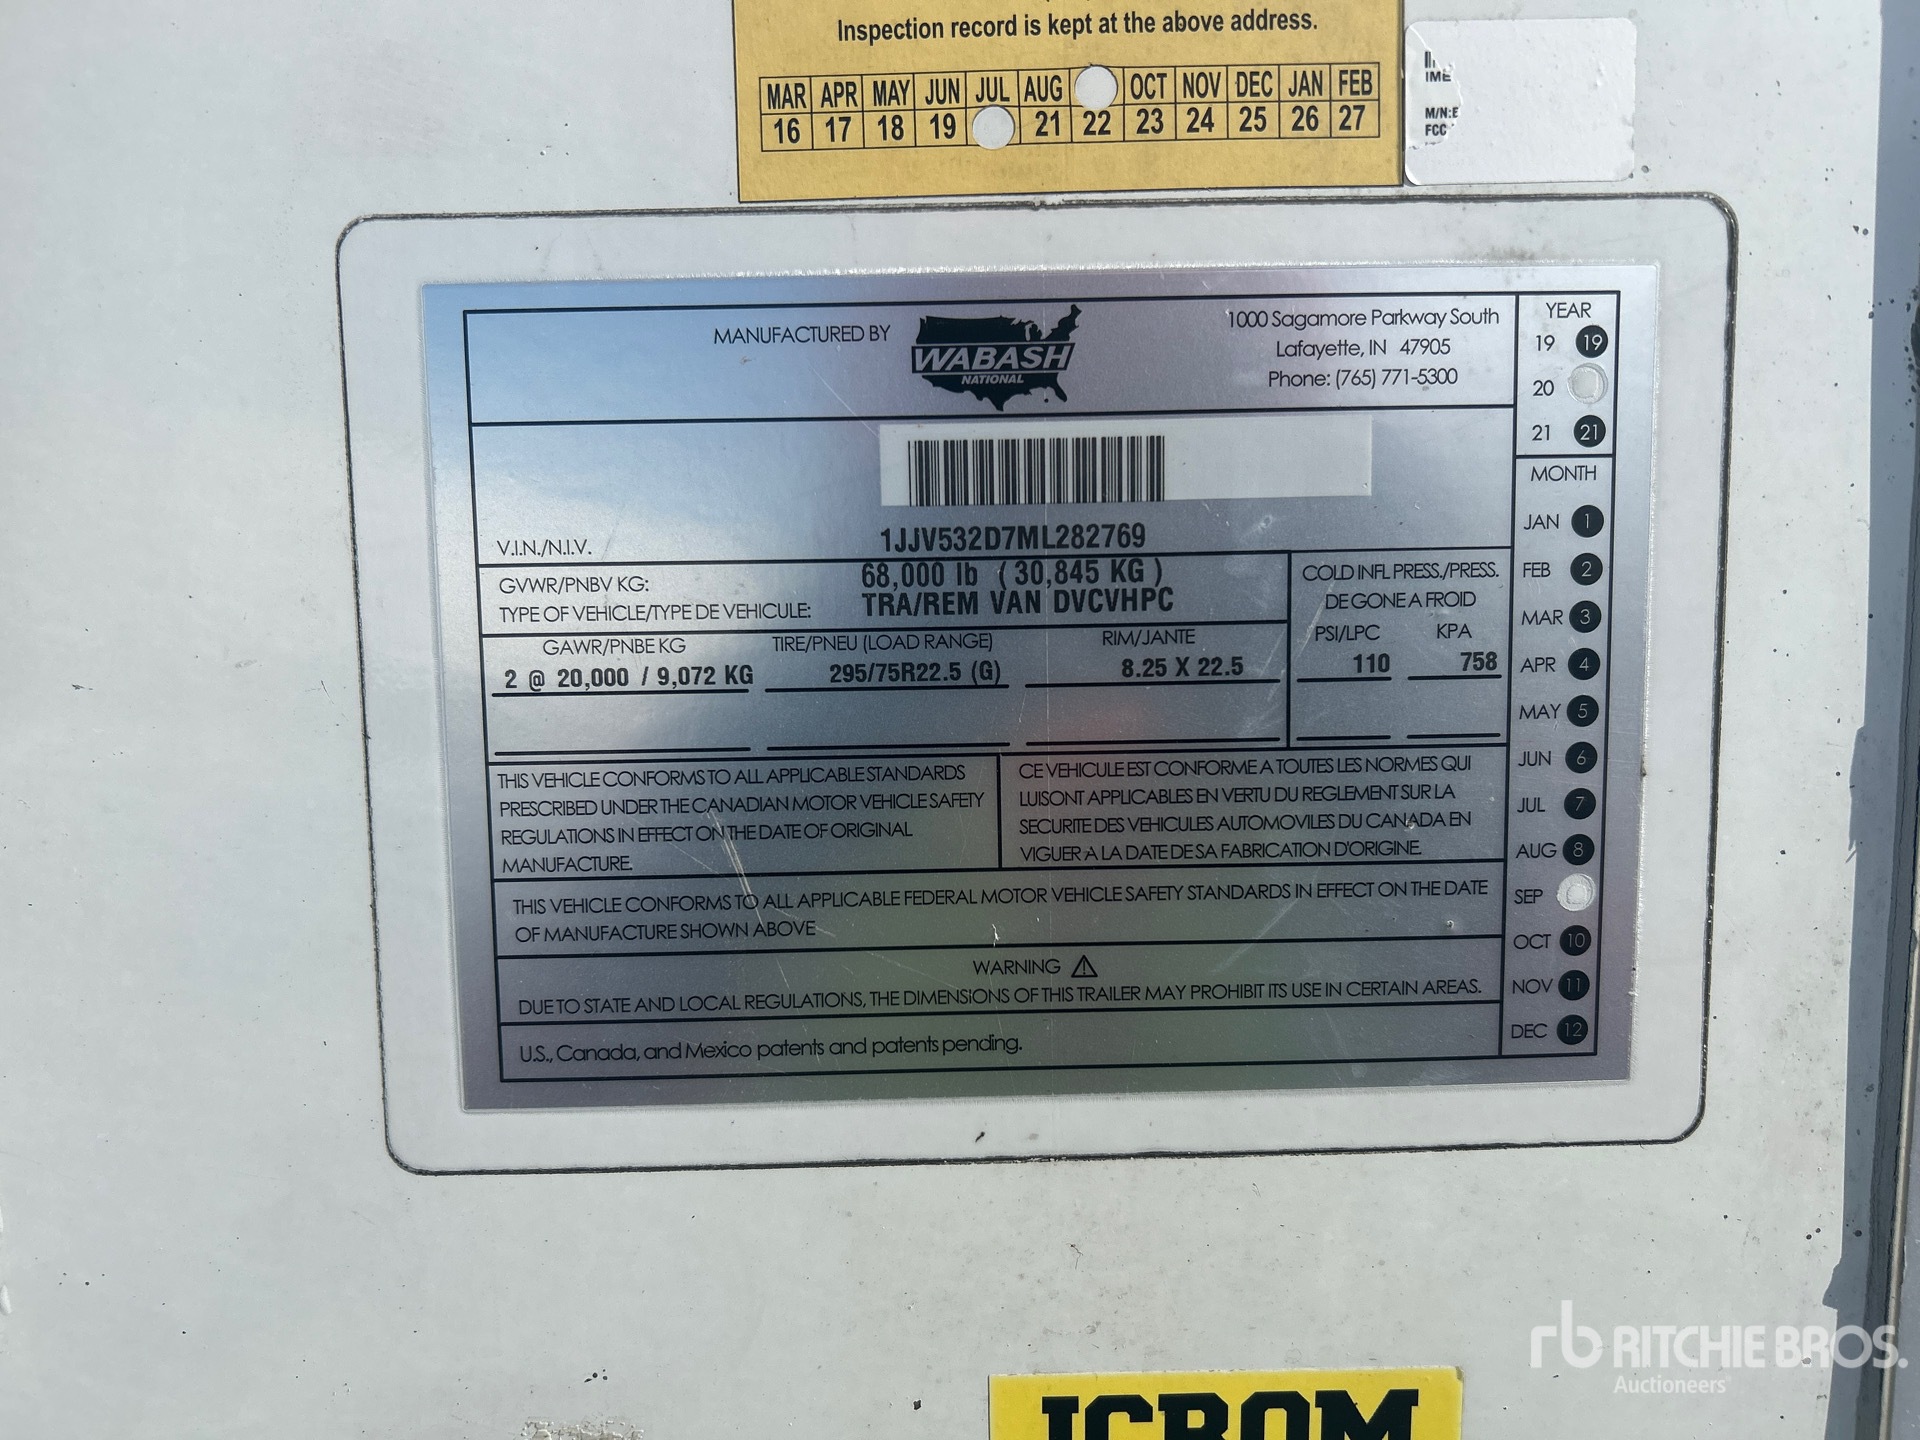 Inspection record is kept at the above address.
MAR APR MAY JUN JUL AUG OCT NOV DEC JAN FEB
16 17 18 19 21 22 23 24 25 26 27
IME
M/N:E
FCC
MANUFACTURED BY
WABASH
NATIONAL
1000 Sagamore Parkway South
Lafayette, IN 47905
Phone: (765) 771-5300
YEAR
19 19
20
21 21
V.I.N./N.I.V. 1JJV532D7ML282769
GVWR/PNBV KG: 68,000 lb ( 30,845 KG )
TYPE OF VEHICLE/TYPE DE VEHICULE: TRA/REM VAN DVCVHPC
COLD INFL PRESS./PRESS.
DE GONE A FROID
GAWR/PNBE KG TIRE/PNEU (LOAD RANGE) RIM/JANTE PSI/LPC KPA
2 @ 20,000 / 9,072 KG 295/75R22.5 (G) 8.25 X 22.5 110 758
THIS VEHICLE CONFORMS TO ALL APPLICABLE STANDARDS
PRESCRIBED UNDER THE CANADIAN MOTOR VEHICLE SAFETY
REGULATIONS IN EFFECT ON THE DATE OF ORIGINAL
MANUFACTURE.
CE VEHICULE EST CONFORME A TOUTES LES NORMES QUI
LUISONT APPLICABLES EN VERTU DU REGLEMENT SUR LA
SECURITE DES VEHICULES AUTOMOVILES DU CANADA EN
VIGUER A LA DATE DE SA FABRICATION D'ORIGINE.
THIS VEHICLE CONFORMS TO ALL APPLICABLE FEDERAL MOTOR VEHICLE SAFETY STANDARDS IN EFFECT ON THE DATE
OF MANUFACTURE SHOWN ABOVE
WARNING
DUE TO STATE AND LOCAL REGULATIONS, THE DIMENSIONS OF THIS TRAILER MAY PROHIBIT ITS USE IN CERTAIN AREAS.
U.S., Canada, and Mexico patents and patents pending.
MONTH
JAN 1
FEB 2
MAR 3
APR 4
MAY 5
JUN 6
JUL 7
AUG 8
SEP
OCT 10
NOV 11
DEC 12
rb RITCHIE BROS.
Auctioneers